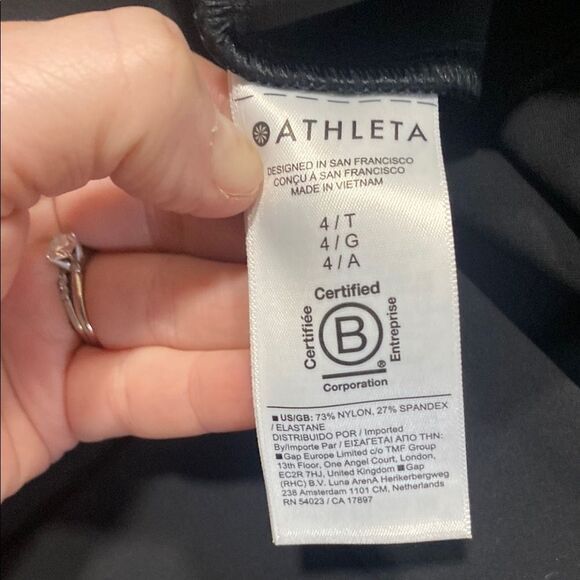 ATHLETA
DESIGNED IN SAN FRANCISCO
CONÇU À SAN FRANCISCO
MADE IN VIETNAM
4/T
4/G
4/A
Certified
Certifiée
B
®
Entreprise
Corporation
■ US/GB: 73% NYLON, 27% SPANDEX
/ ELASTANE
DISTRIBUIDO POR / Imported
By/Importe Par / ΕΙΣΑΓΕΤΑΙ ΑΠΟ ΤΗΝ:
■ Gap Europe Limited c/o TMF Group
13th Floor, One Angel Court, London,
EC2R 7HJ, United Kingdom ■ Gap
(RHC) B.V. Luna ArenA Herikerbergweg
238 Amsterdam 1101 CM, Netherlands
RN 54023 / CA 17897